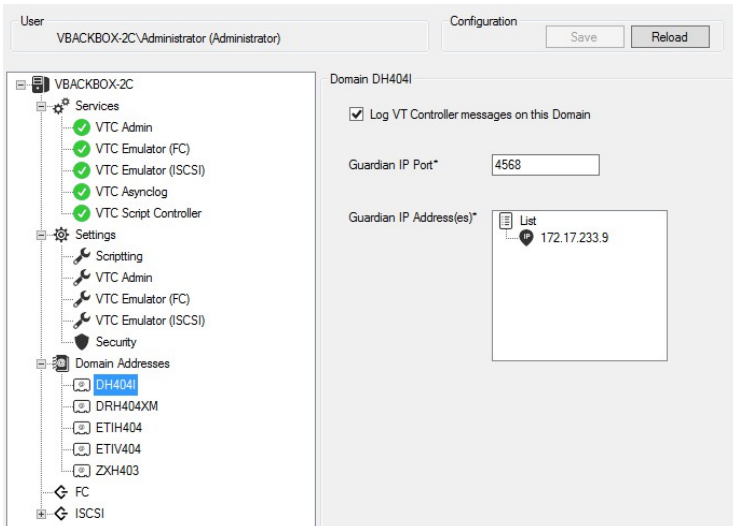 User
VBACKBOX-2C\Administrator (Administrator)
Configuration
Save
Reload
VBACKBOX-2C
Services
VTC Admin
VTC Emulator (FC)
VTC Emulator (ISCSI)
VTC Asynclog
VTC Script Controller
Settings
Scriptting
VTC Admin
VTC Emulator (FC)
VTC Emulator (ISCSI)
Security
Domain Addresses
DH404I
DRH404XM
ETIH404
ETIV404
ZXH403
FC
ISCSI
Domain DH404I
Log VT Controller messages on this Domain
Guardian IP Port*
4568
Guardian IP Address(es)*
List
IP 172.17.233.9